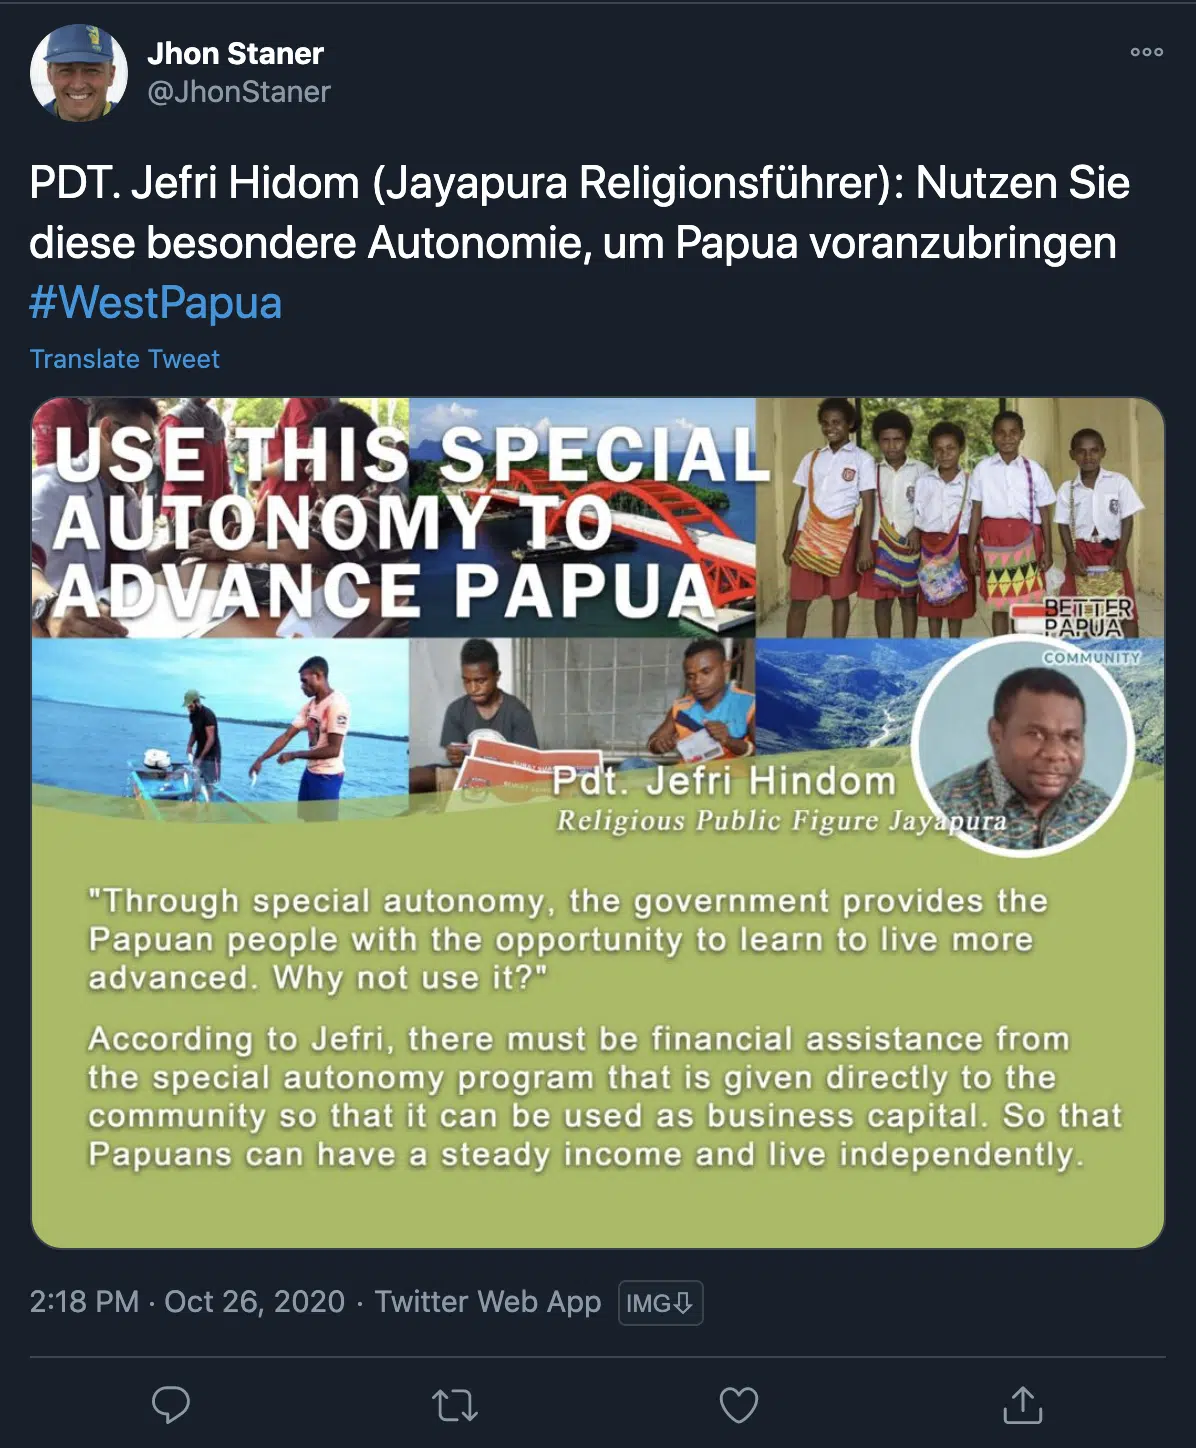 Jhon Staner
@JhonStaner
PDT. Jefri Hidom (Jayapura Religionsführer): Nutzen Sie
diese besondere Autonomie, um Papua voranzubringen
#WestPapua
Translate Tweet
USE THIS SPECIAL
AUTONOMY TO
ADVANCE PAPUA
BETTER
PAPUA
COMMUNITY
Pdt. Jefri Hindom
Religious Public Figure Jayapura
"Through special autonomy, the government provides the
Papuan people with the opportunity to learn to live more
advanced. Why not use it?"
According to Jefri, there must be financial assistance from
the special autonomy program that is given directly to the
community so that it can be used as business capital. So that
Papuans can have a steady income and live independently.
2:18 PM · Oct 26, 2020 · Twitter Web App IMG